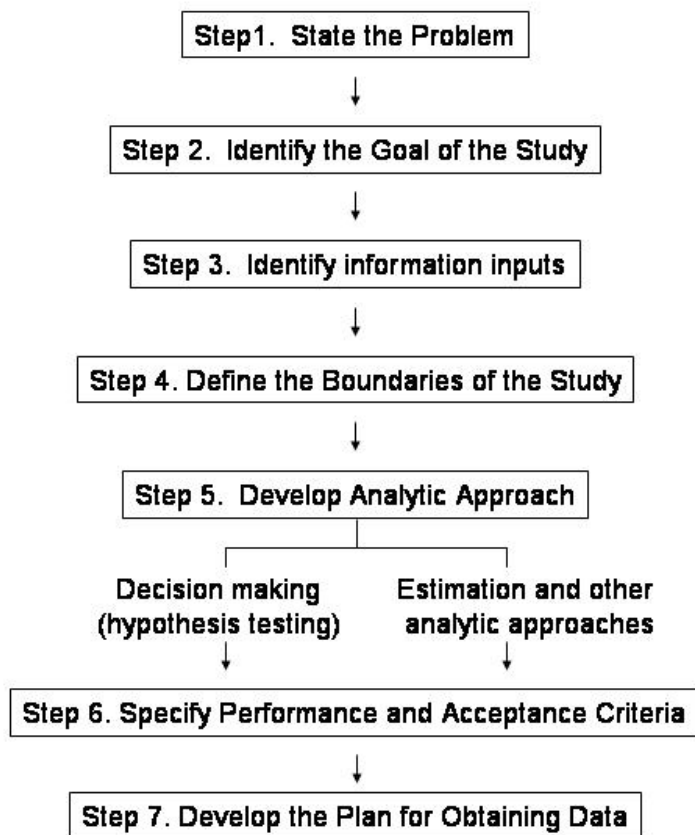 Step1. State the Problem
Step 2. Identify the Goal of the Study
Step 3. Identify information inputs
Step 4. Define the Boundaries of the Study
Step 5. Develop Analytic Approach
Decision making
(hypothesis testing)
Estimation and other
analytic approaches
Step 6. Specify Performance and Acceptance Criteria
Step 7. Develop the Plan for Obtaining Data